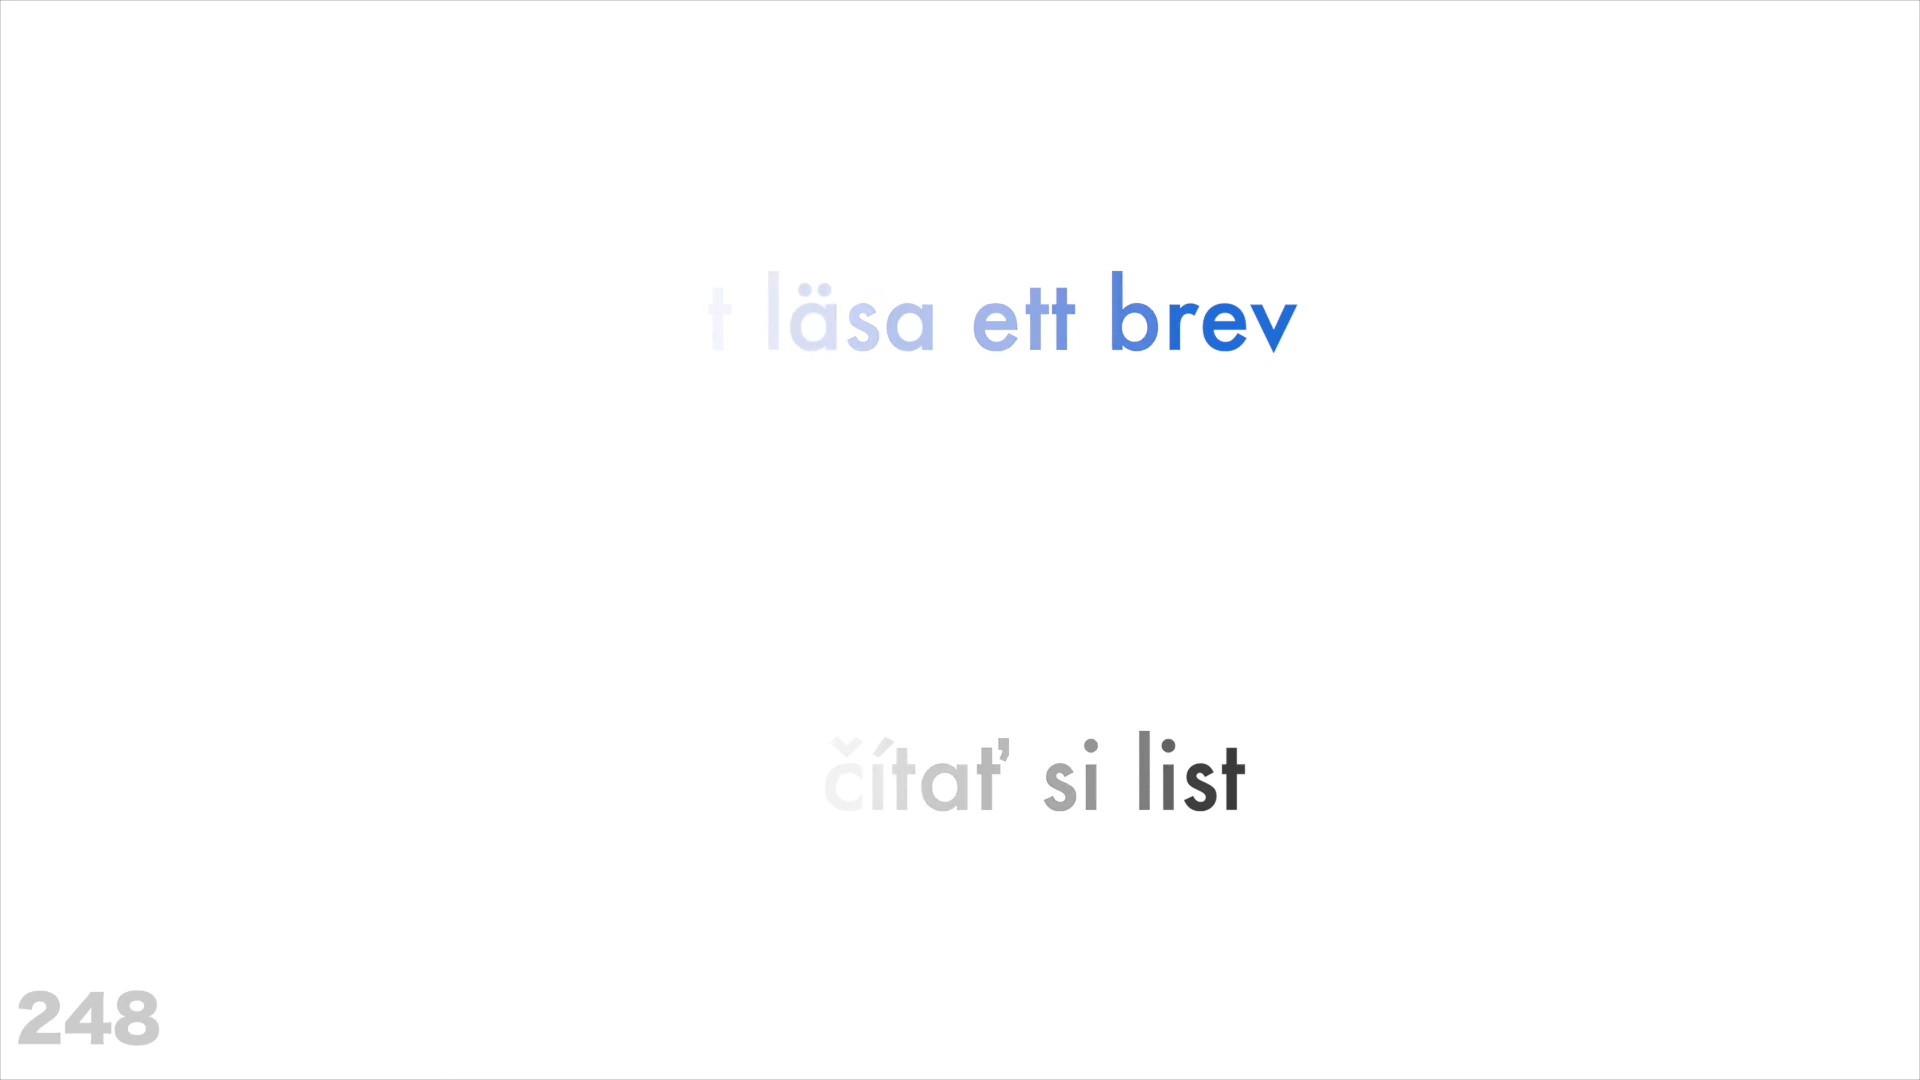 t läsa ett brev
čítať si list
248